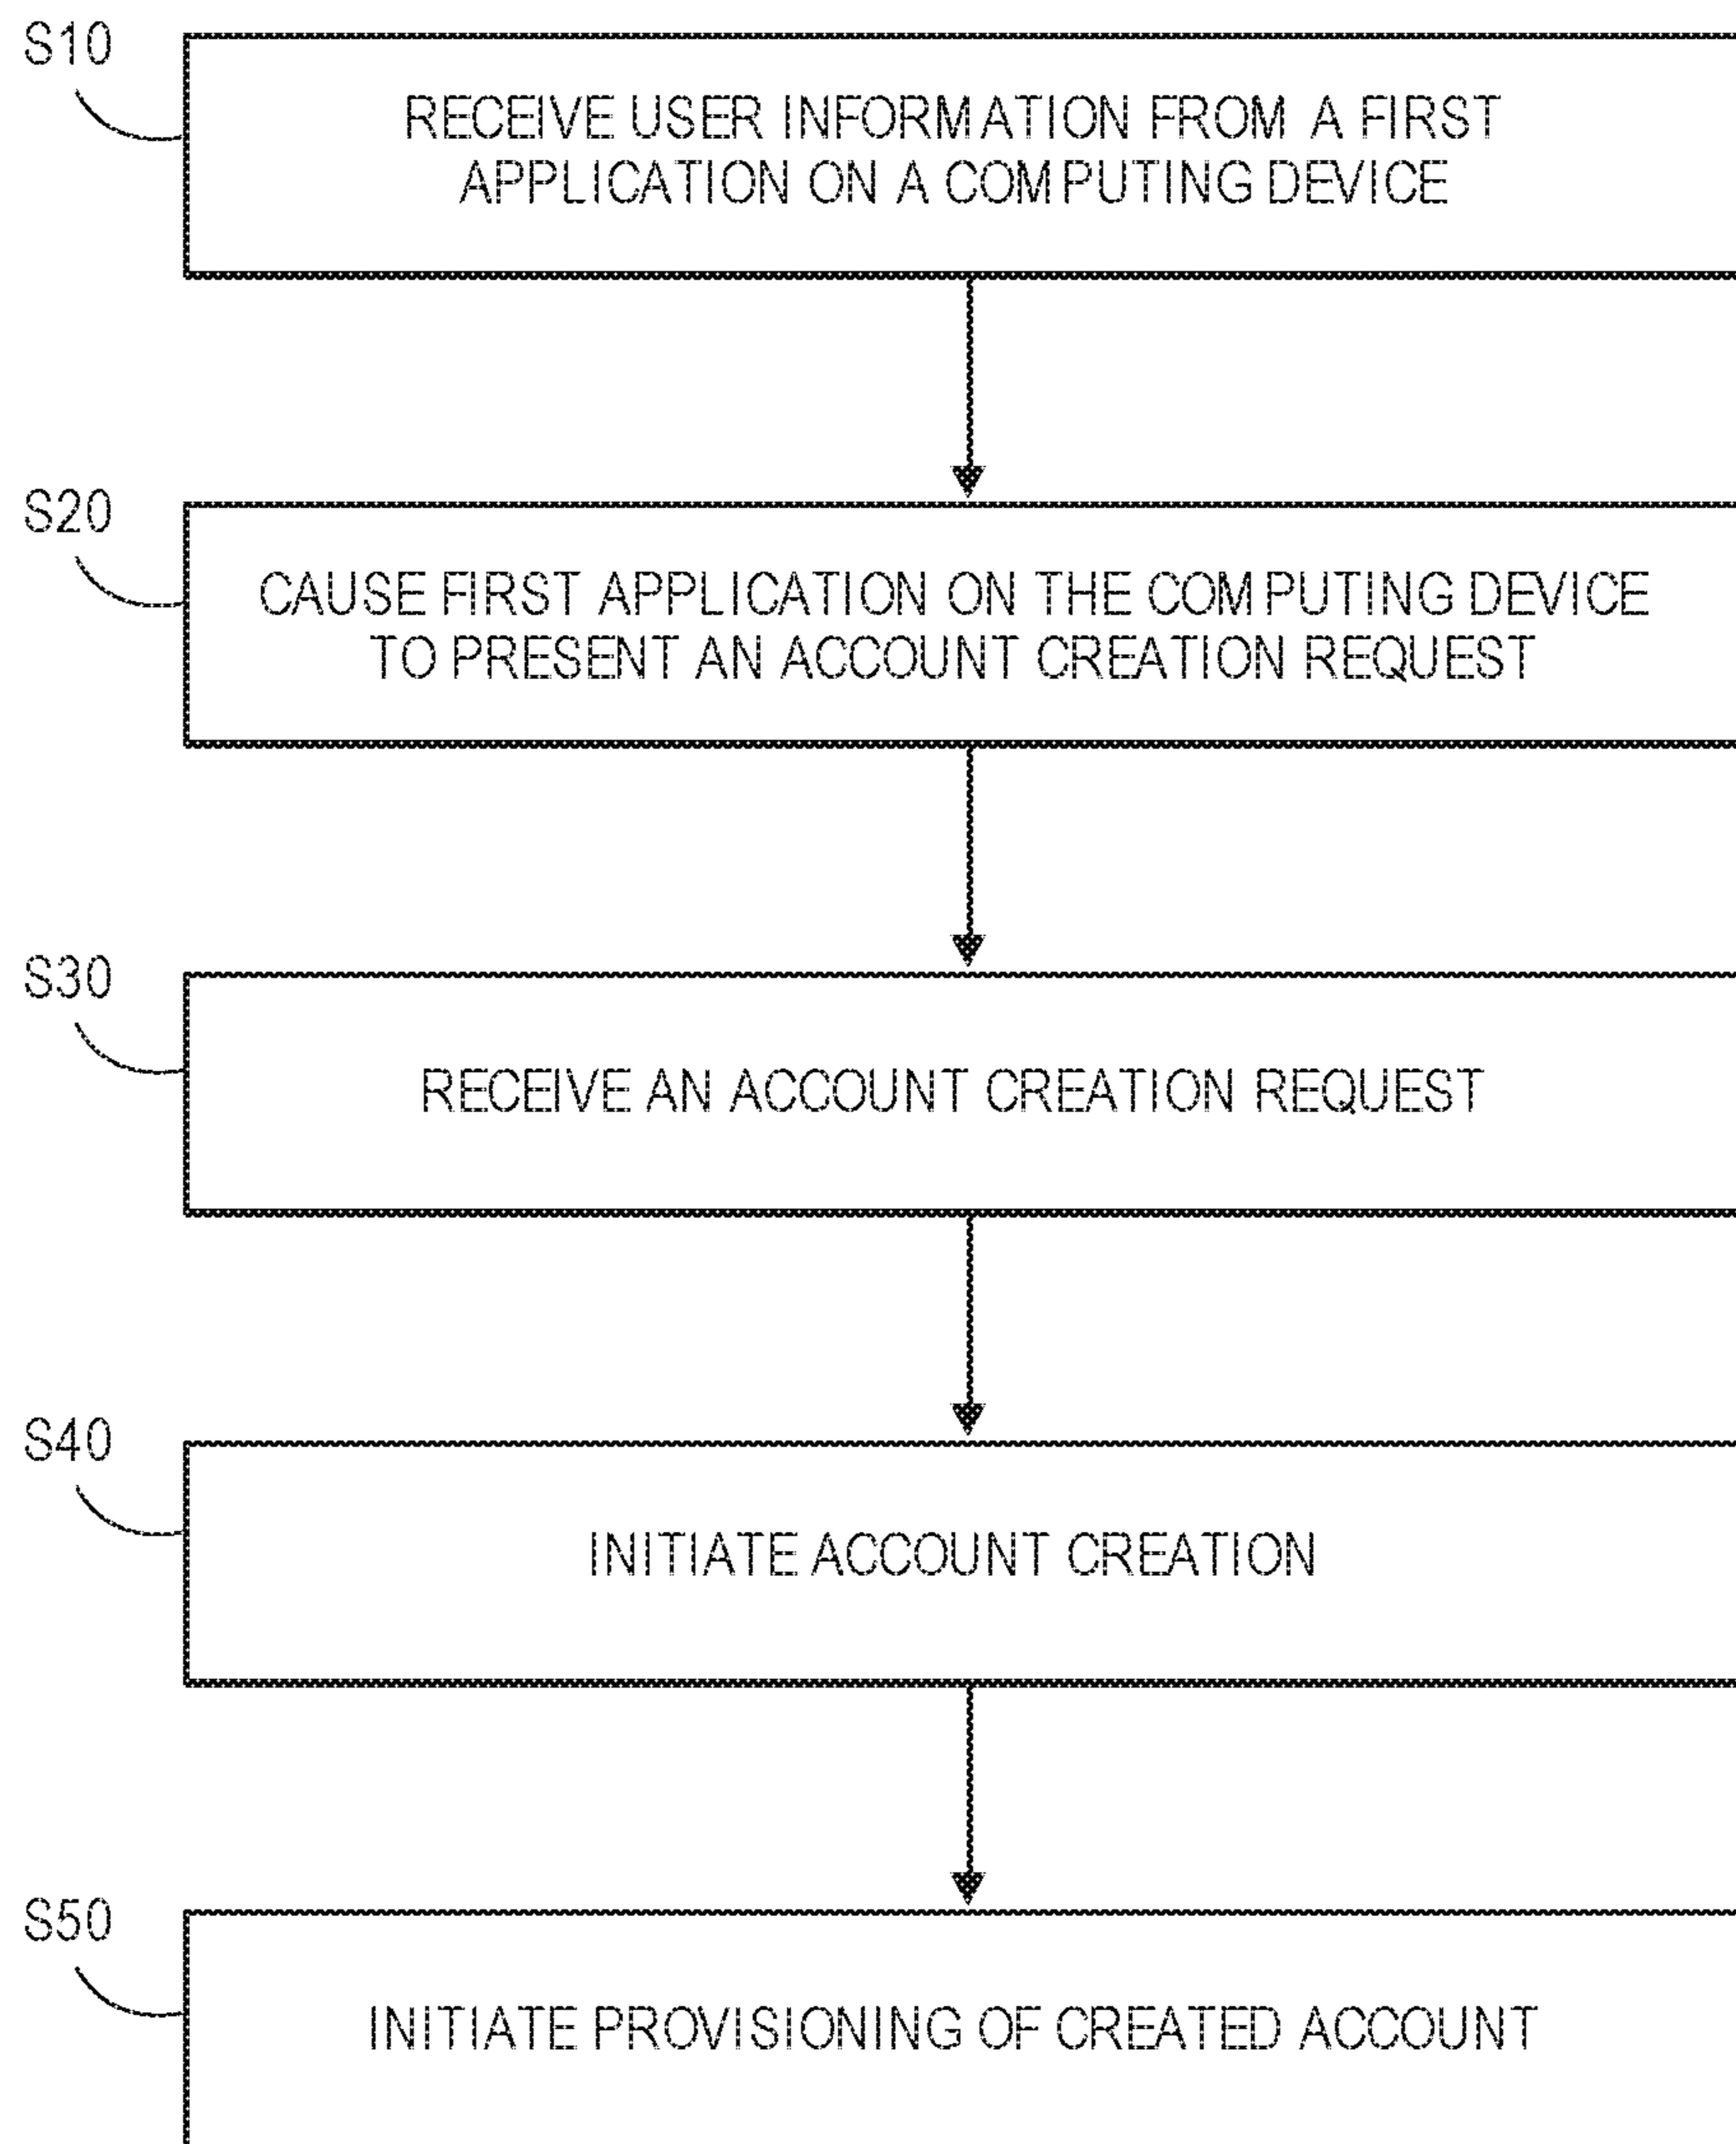 S10
RECEIVE USER INFORMATION FROM A FIRST
APPLICATION ON A COMPUTING DEVICE
S20
CAUSE FIRST APPLICATION ON THE COMPUTING DEVICE
TO PRESENT AN ACCOUNT CREATION REQUEST
S30
RECEIVE AN ACCOUNT CREATION REQUEST
S40
INITIATE ACCOUNT CREATION
S50
INITIATE PROVISIONING OF CREATED ACCOUNT